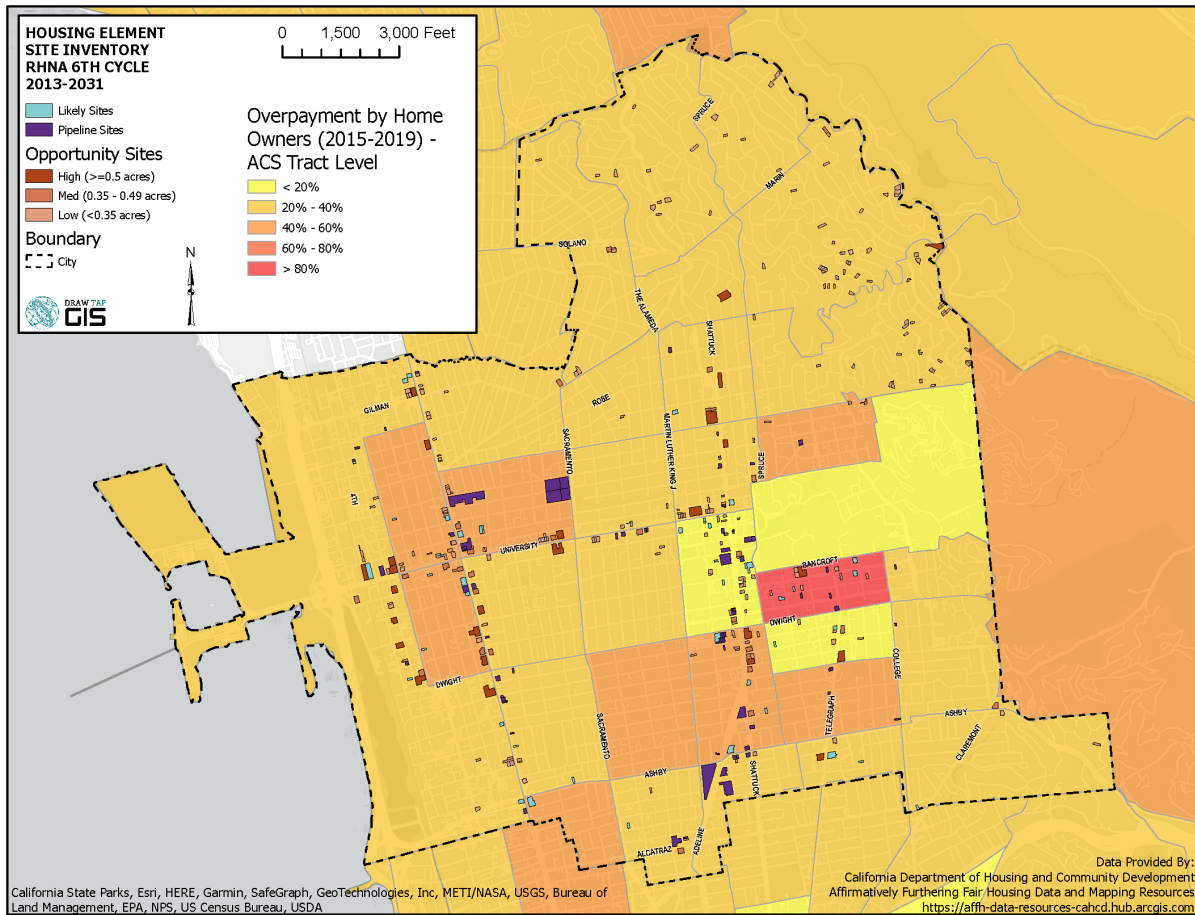 HOUSING ELEMENT
SITE INVENTORY
RHNA 6TH CYCLE
2013-2031
0 1,500 3,000 Feet
Likely Sites
Pipeline Sites
Opportunity Sites
High (>=0.5 acres)
Med (0.35 - 0.49 acres)
Low (<0.35 acres)
Boundary
City
Overpayment by Home
Owners (2015-2019) -
ACS Tract Level
< 20%
20% - 40%
40% - 60%
60% - 80%
> 80%
N
DRAW TAP
GIS
SPRUCE
MARIN
SOLANO
THE ALAMEDA
SHATTUCK
GILMAN
ROSE
SACRAMENTO
MARTIN LUTHER KING J
SPRUCE
4TH
UNIVERSITY
BANCROFT
DWIGHT
DWIGHT
COLLEGE
SACRAMENTO
TELEGRAPH
ASHBY
CLAREMONT
ASHBY
SHATTUCK
ADELINE
ALCATRAZ
California State Parks, Esri, HERE, Garmin, SafeGraph, GeoTechnologies, Inc, METI/NASA, USGS, Bureau of
Land Management, EPA, NPS, US Census Bureau, USDA
Data Provided By:
California Department of Housing and Community Development
Affirmatively Furthering Fair Housing Data and Mapping Resources
https://affh-data-resources-cahcd.hub.arcgis.com